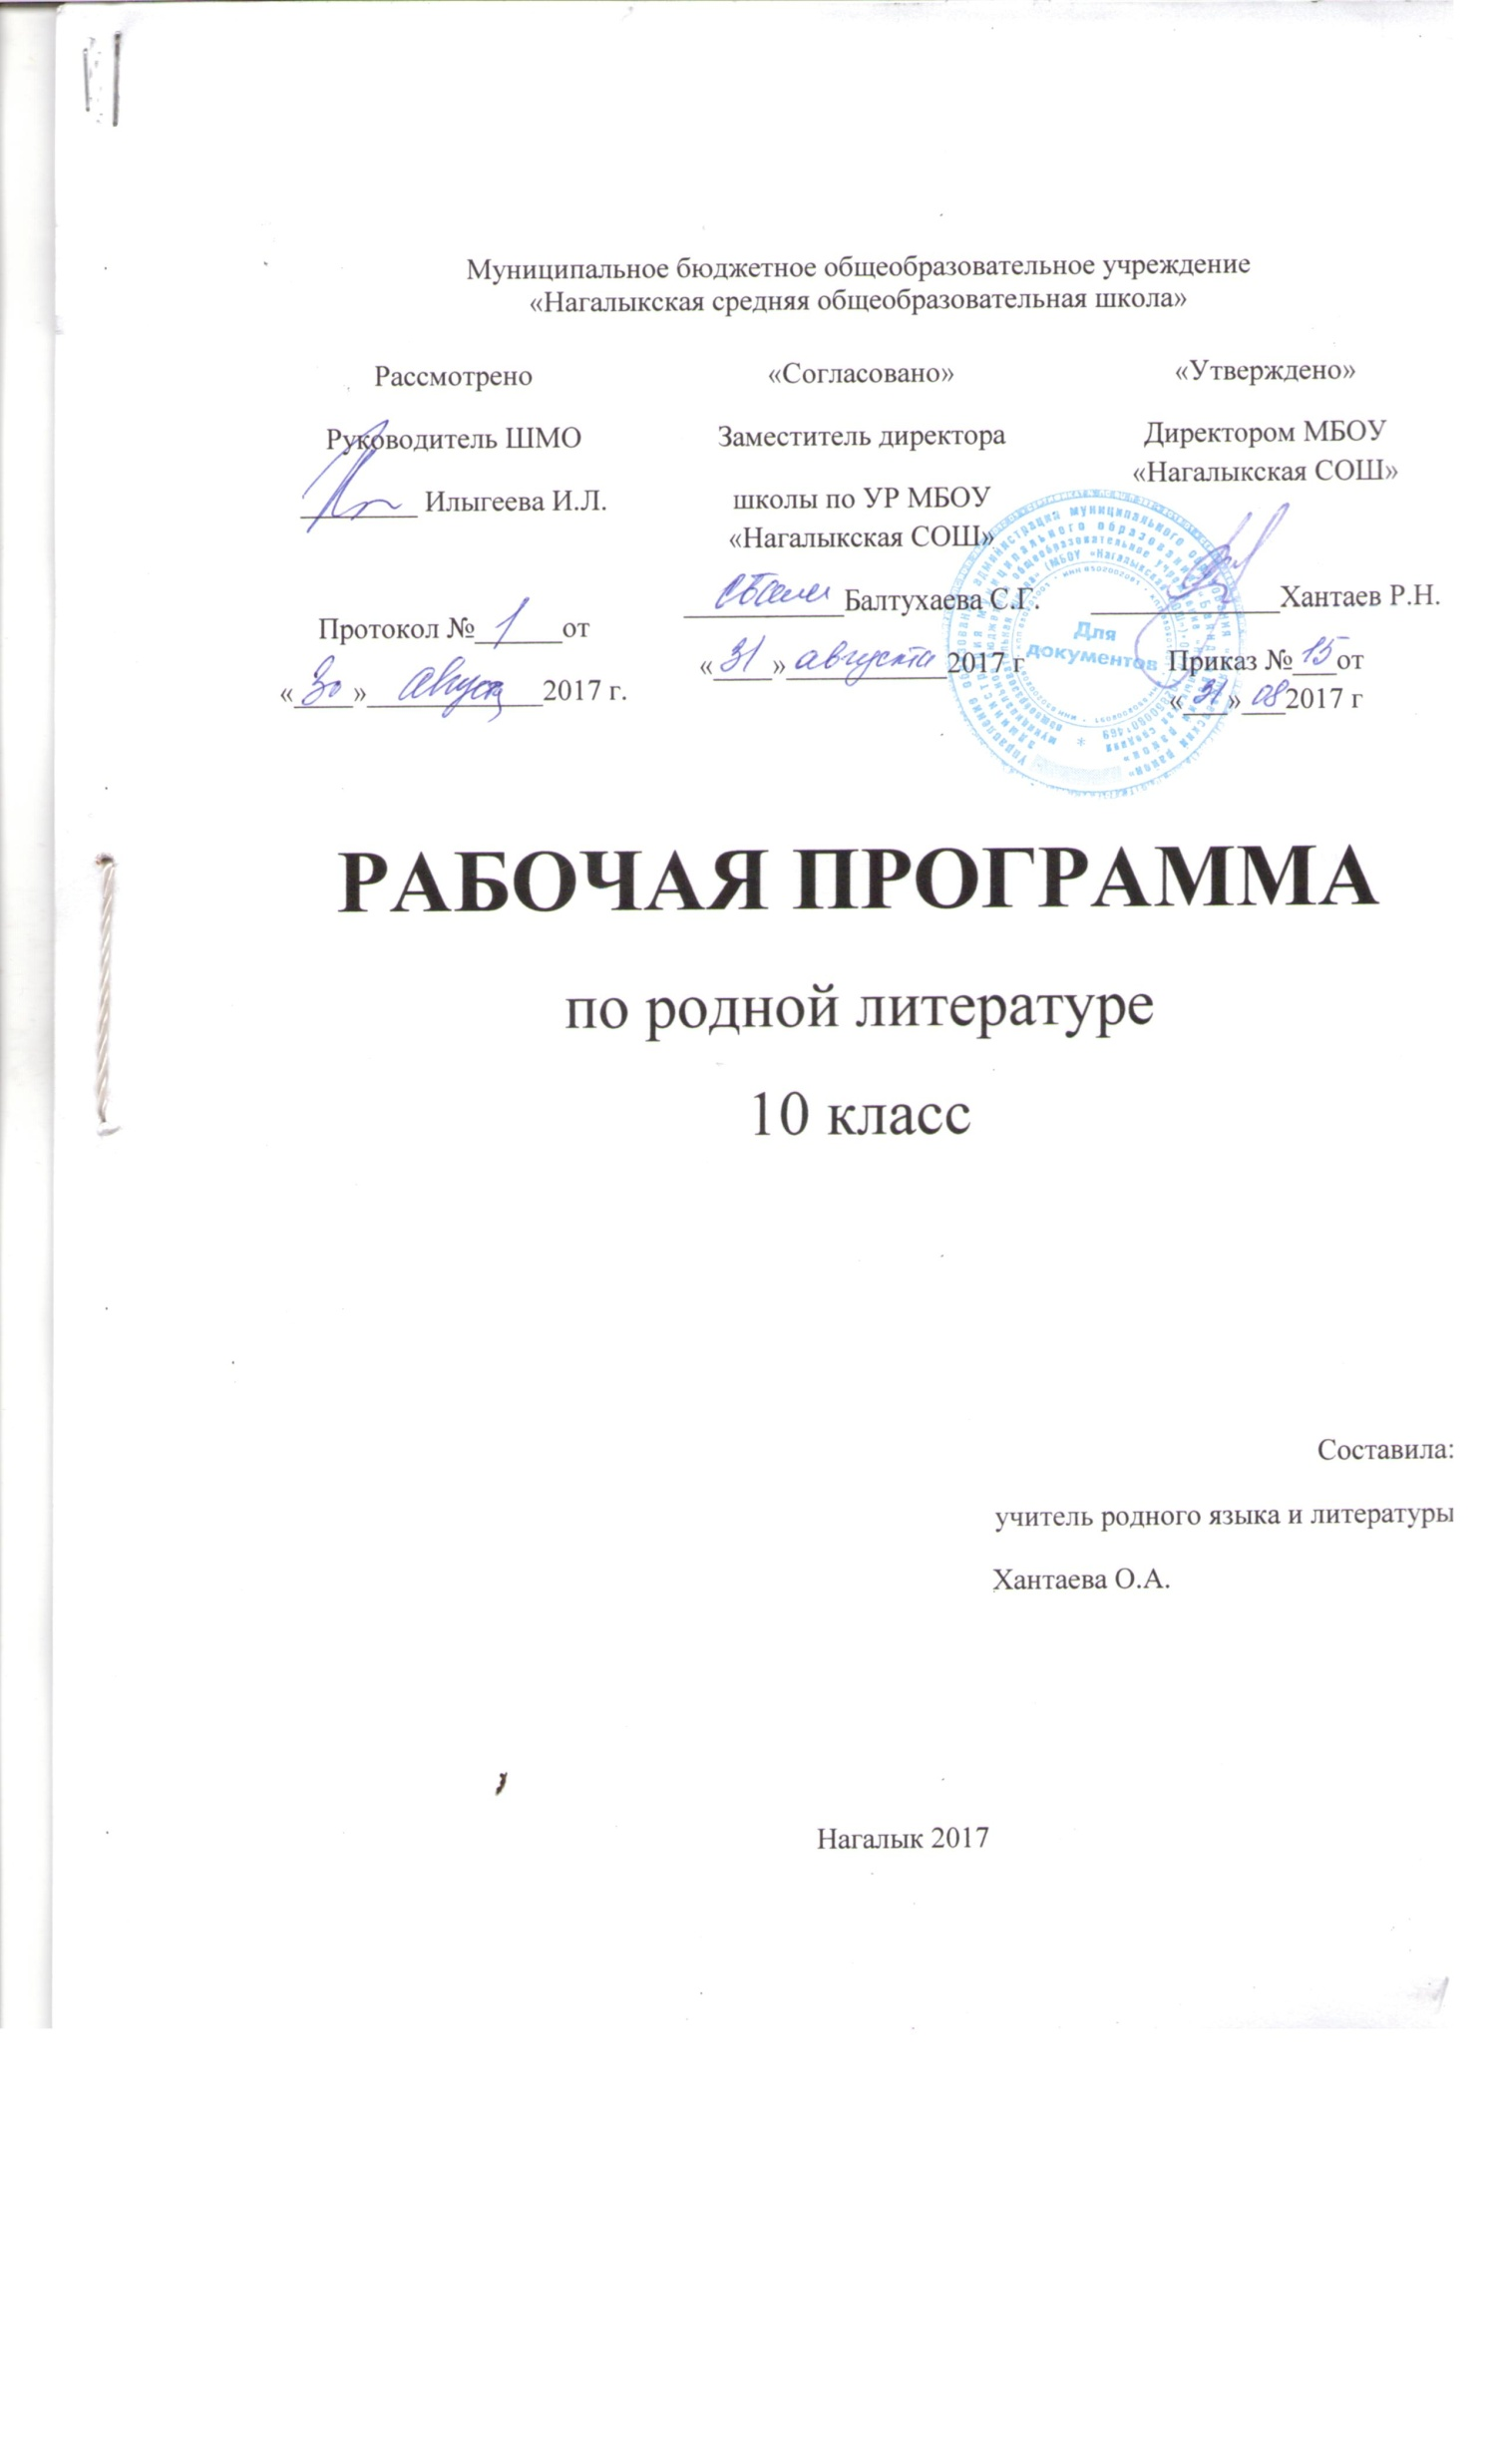 Муниципальное бюджетное общеобразовательное учреждение
«Нагалыкская средняя общеобразовательная школа»
Рассмотрено
Руководитель ШМО
________ Илыгеева И.Л.
Протокол № 1 от
«30» август 2017 г.
«Согласовано»
Заместитель директора
школы по УР МБОУ
«Нагалыкская СОШ»
Балтухаева С.Г.
«31» августа 2017 г
«Утверждено»
Директором МБОУ
«Нагалыкская СОШ»
Хантаев Р.Н.
Приказ № 15 от
«31» 08 2017 г
Для
документов
РАБОЧАЯ ПРОГРАММА
по родной литературе
10 класс
Составила:
учитель родного языка и литературы
Хантаева О.А.
Нагалык 2017